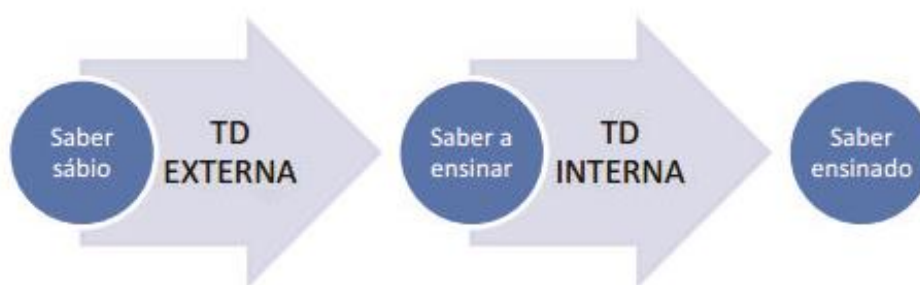 Saber
sábio
TD
EXTERNA
Saber a
ensinar
TD
INTERNA
Saber
ensinado